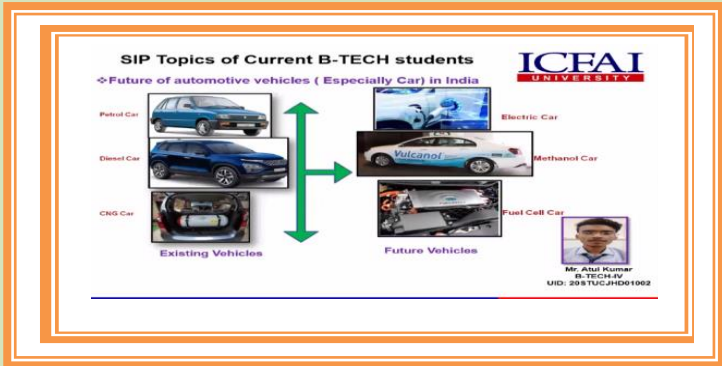 SIP Topics of Current B-TECH students
ICFAI
UNIVERSITY
❖Future of automotive vehicles ( Especially Car) in India
Petrol Car
Diesel Car
CNG Car
Existing Vehicles
Electric Car
Vulcanol
Methanol Car
Fuel Cell Car
Future Vehicles
Mr. Atul Kumar
B-TECH-IV
UID: 20STUCJHD01002